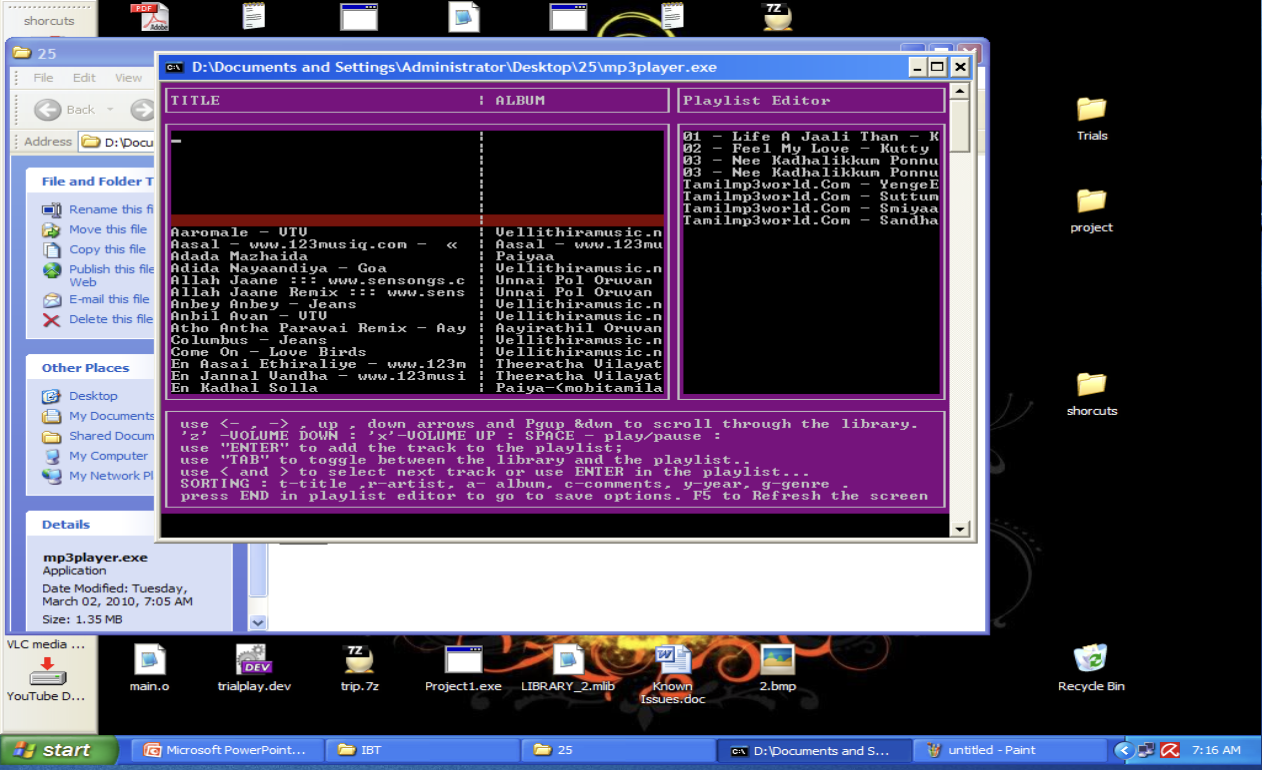 shorcuts
25
File Edit View
Back
Address D:\Docu
File and Folder T
Rename this fi
Move this file
Copy this file
Publish this file
Web
E-mail this file
Delete this file
Other Places
Desktop
My Documents
Shared Docum
My Computer
My Network Pl
Details
mp3player.exe
Application
Date Modified: Tuesday,
March 02, 2010, 7:05 AM
Size: 1.35 MB
D:\Documents and Settings\Administrator\Desktop\25\mp3player.exe
TITLE ¦ ALBUM
Aaromale - VTV ¦ Vellithiramusic.n
Aasal - www.123musiq.com - « ¦ Aasal - www.123mu
Adada Mazhaida ¦ Paiyaa
Adida Nayaandiya - Goa ¦ Vellithiramusic.n
Allah Jaane ::: www.sensongs.c ¦ Unnai Pol Oruvan
Allah Jaane Remix ::: www.sens ¦ Unnai Pol Oruvan
Anbey Anbey - Jeans ¦ Vellithiramusic.n
Anbil Avan - VTV ¦ Vellithiramusic.n
Atho Antha Paravai Remix - Aay ¦ Aayirathil Oruvan
Columbus - Jeans ¦ Vellithiramusic.n
Come On - Love Birds ¦ Vellithiramusic.n
En Aasai Ethiraliye - www.123m ¦ Theeratha Vilayat
En Jannal Vandha - www.123musi ¦ Theeratha Vilayat
En Kadhal Solla ¦ Paiya-(mobitamila
Playlist Editor
01 - Life A Jaali Than - K
02 - Feel My Love - Kutty
03 - Nee Kadhalikkum Ponnu
03 - Nee Kadhalikkum Ponnu
Tamilmp3world.Com - YengeE
Tamilmp3world.Com - Suttum
Tamilmp3world.Com - Smiyaa
Tamilmp3world.Com - Sandha
use <- , -> , up , down arrows and Pgup &dwn to scroll through the library.
'z' -VOLUME DOWN : 'x'-VOLUME UP : SPACE - play/pause :
use "ENTER" to add the track to the playlist;
use "TAB" to toggle between the library and the playlist..
use < and > to select next track or use ENTER in the playlist...
SORTING : t-title ,r-artist, a- album, c-comments, y-year, g-genre .
press END in playlist editor to go to save options. F5 to Refresh the screen
Trials
project
shorcuts
VLC media ...
YouTube D...
main.o
DEV
trialplay.dev
7Z
trip.7z
Project1.exe
LIBRARY_2.mlib
Known
Issues.doc
2.bmp
Recycle Bin
PDF
Adobe
7Z
start
Microsoft PowerPoint...
IBT
25
D:\Documents and S...
untitled - Paint
7:16 AM